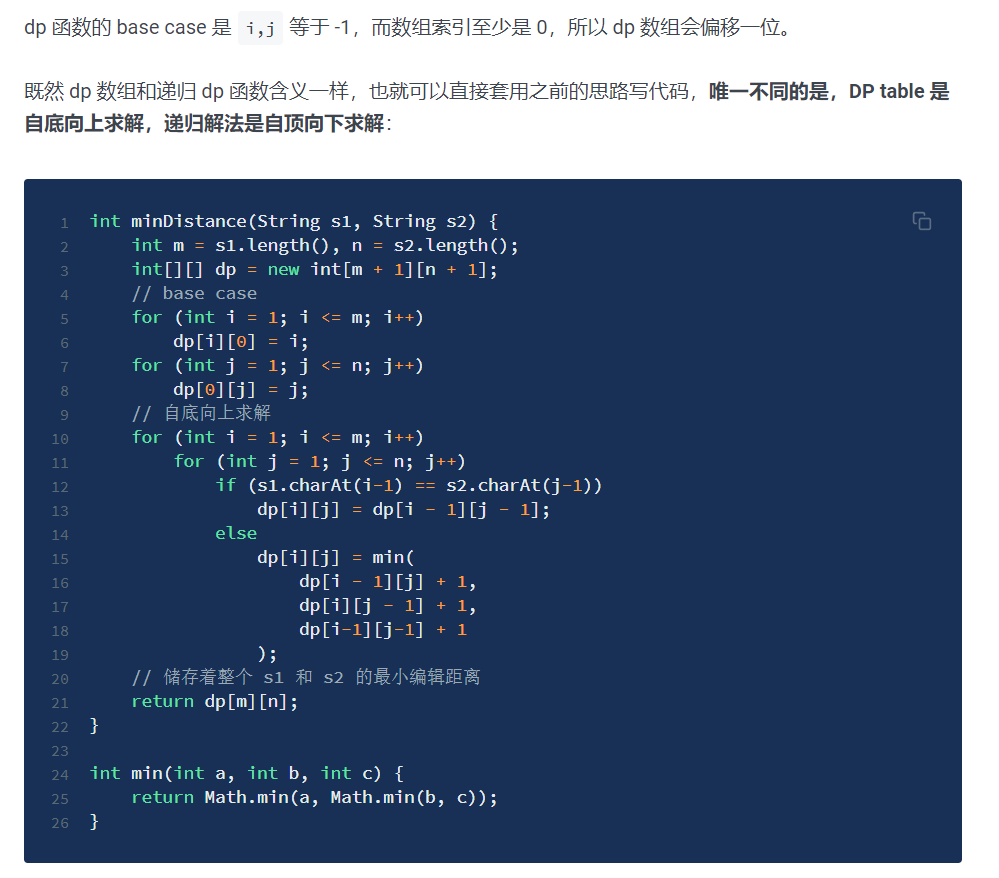 dp 函数的 base case 是 i,j 等于 -1，而数组索引至少是 0，所以 dp 数组会偏移一位。
既然 dp 数组和递归 dp 函数含义一样，也就可以直接套用之前的思路写代码，唯一不同的是，DP table 是
自底向上求解，递归解法是自顶向下求解：
1 int minDistance(String s1, String s2) {
2     int m = s1.length(), n = s2.length();
3     int[][] dp = new int[m + 1][n + 1];
4     // base case
5     for (int i = 1; i <= m; i++)
6         dp[i][0] = i;
7     for (int j = 1; j <= n; j++)
8         dp[0][j] = j;
9     // 自底向上求解
10     for (int i = 1; i <= m; i++)
11         for (int j = 1; j <= n; j++)
12             if (s1.charAt(i-1) == s2.charAt(j-1))
13                 dp[i][j] = dp[i - 1][j - 1];
14             else
15                 dp[i][j] = min(
16                     dp[i - 1][j] + 1,
17                     dp[i][j - 1] + 1,
18                     dp[i-1][j-1] + 1
19                 );
20     // 储存着整个 s1 和 s2 的最小编辑距离
21     return dp[m][n];
22 }
23
24 int min(int a, int b, int c) {
25     return Math.min(a, Math.min(b, c));
26 }